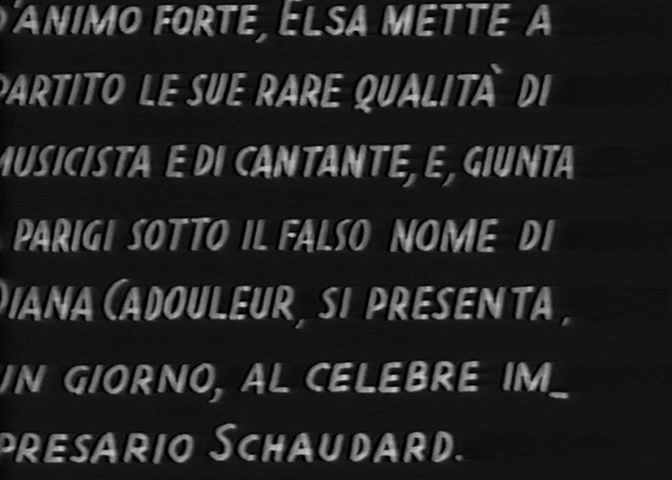 D'ANIMO FORTE, ELSA METTE A
PARTITO LE SUE RARE QUALITÀ DI
MUSICISTA E DI CANTANTE, E, GIUNTA
PARIGI SOTTO IL FALSO NOME DI
DIANA CADOULEUR, SI PRESENTA,
UN GIORNO, AL CELEBRE IM_
PRESARIO SCHAUDARD.